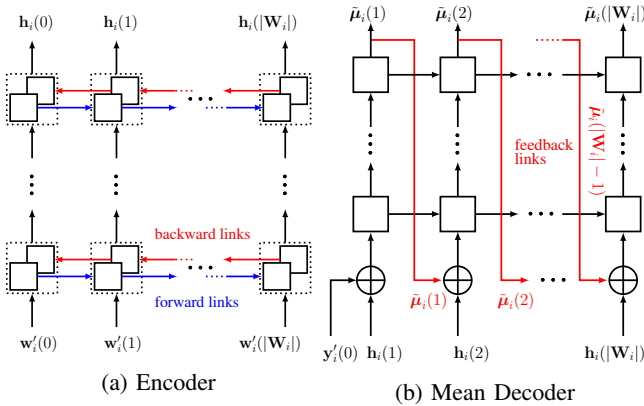 h_i(0) h_i(1) h_i(|W_i|)
backward links
forward links
w′_i(0) w′_i(1) w′_i(|W_i|)
(a) Encoder
μ̃_i(1) μ̃_i(2) μ̃_i(|W_i|)
feedback
links
μ̃_i(|W_i| − 1)
μ̃_i(1) μ̃_i(2)
y′_i(0) h_i(1) h_i(2) h_i(|W_i|)
(b) Mean Decoder